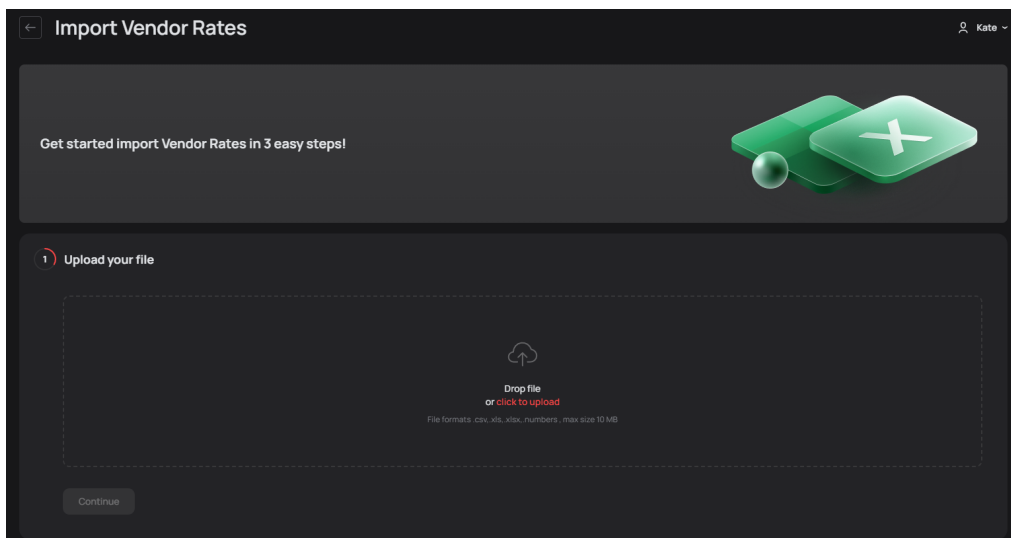 Import Vendor Rates
Kate
Get started import Vendor Rates in 3 easy steps!
1 Upload your file
Drop file
or click to upload
File formats .csv, .xls, .xlsx, .numbers , max size 10 MB
Continue